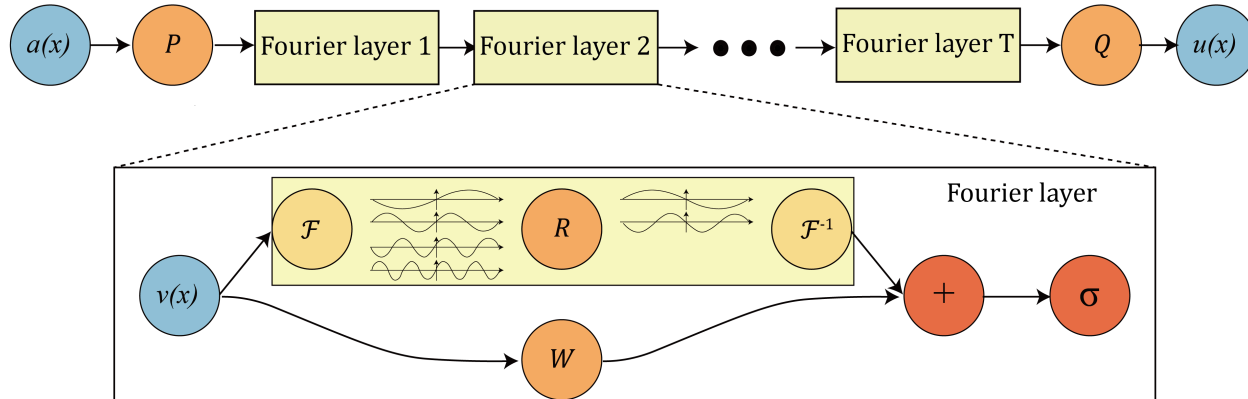 a(x) P Fourier layer 1 Fourier layer 2 Fourier layer T Q u(x)
Fourier layer
ℱ R ℱ⁻¹
v(x) + σ
W